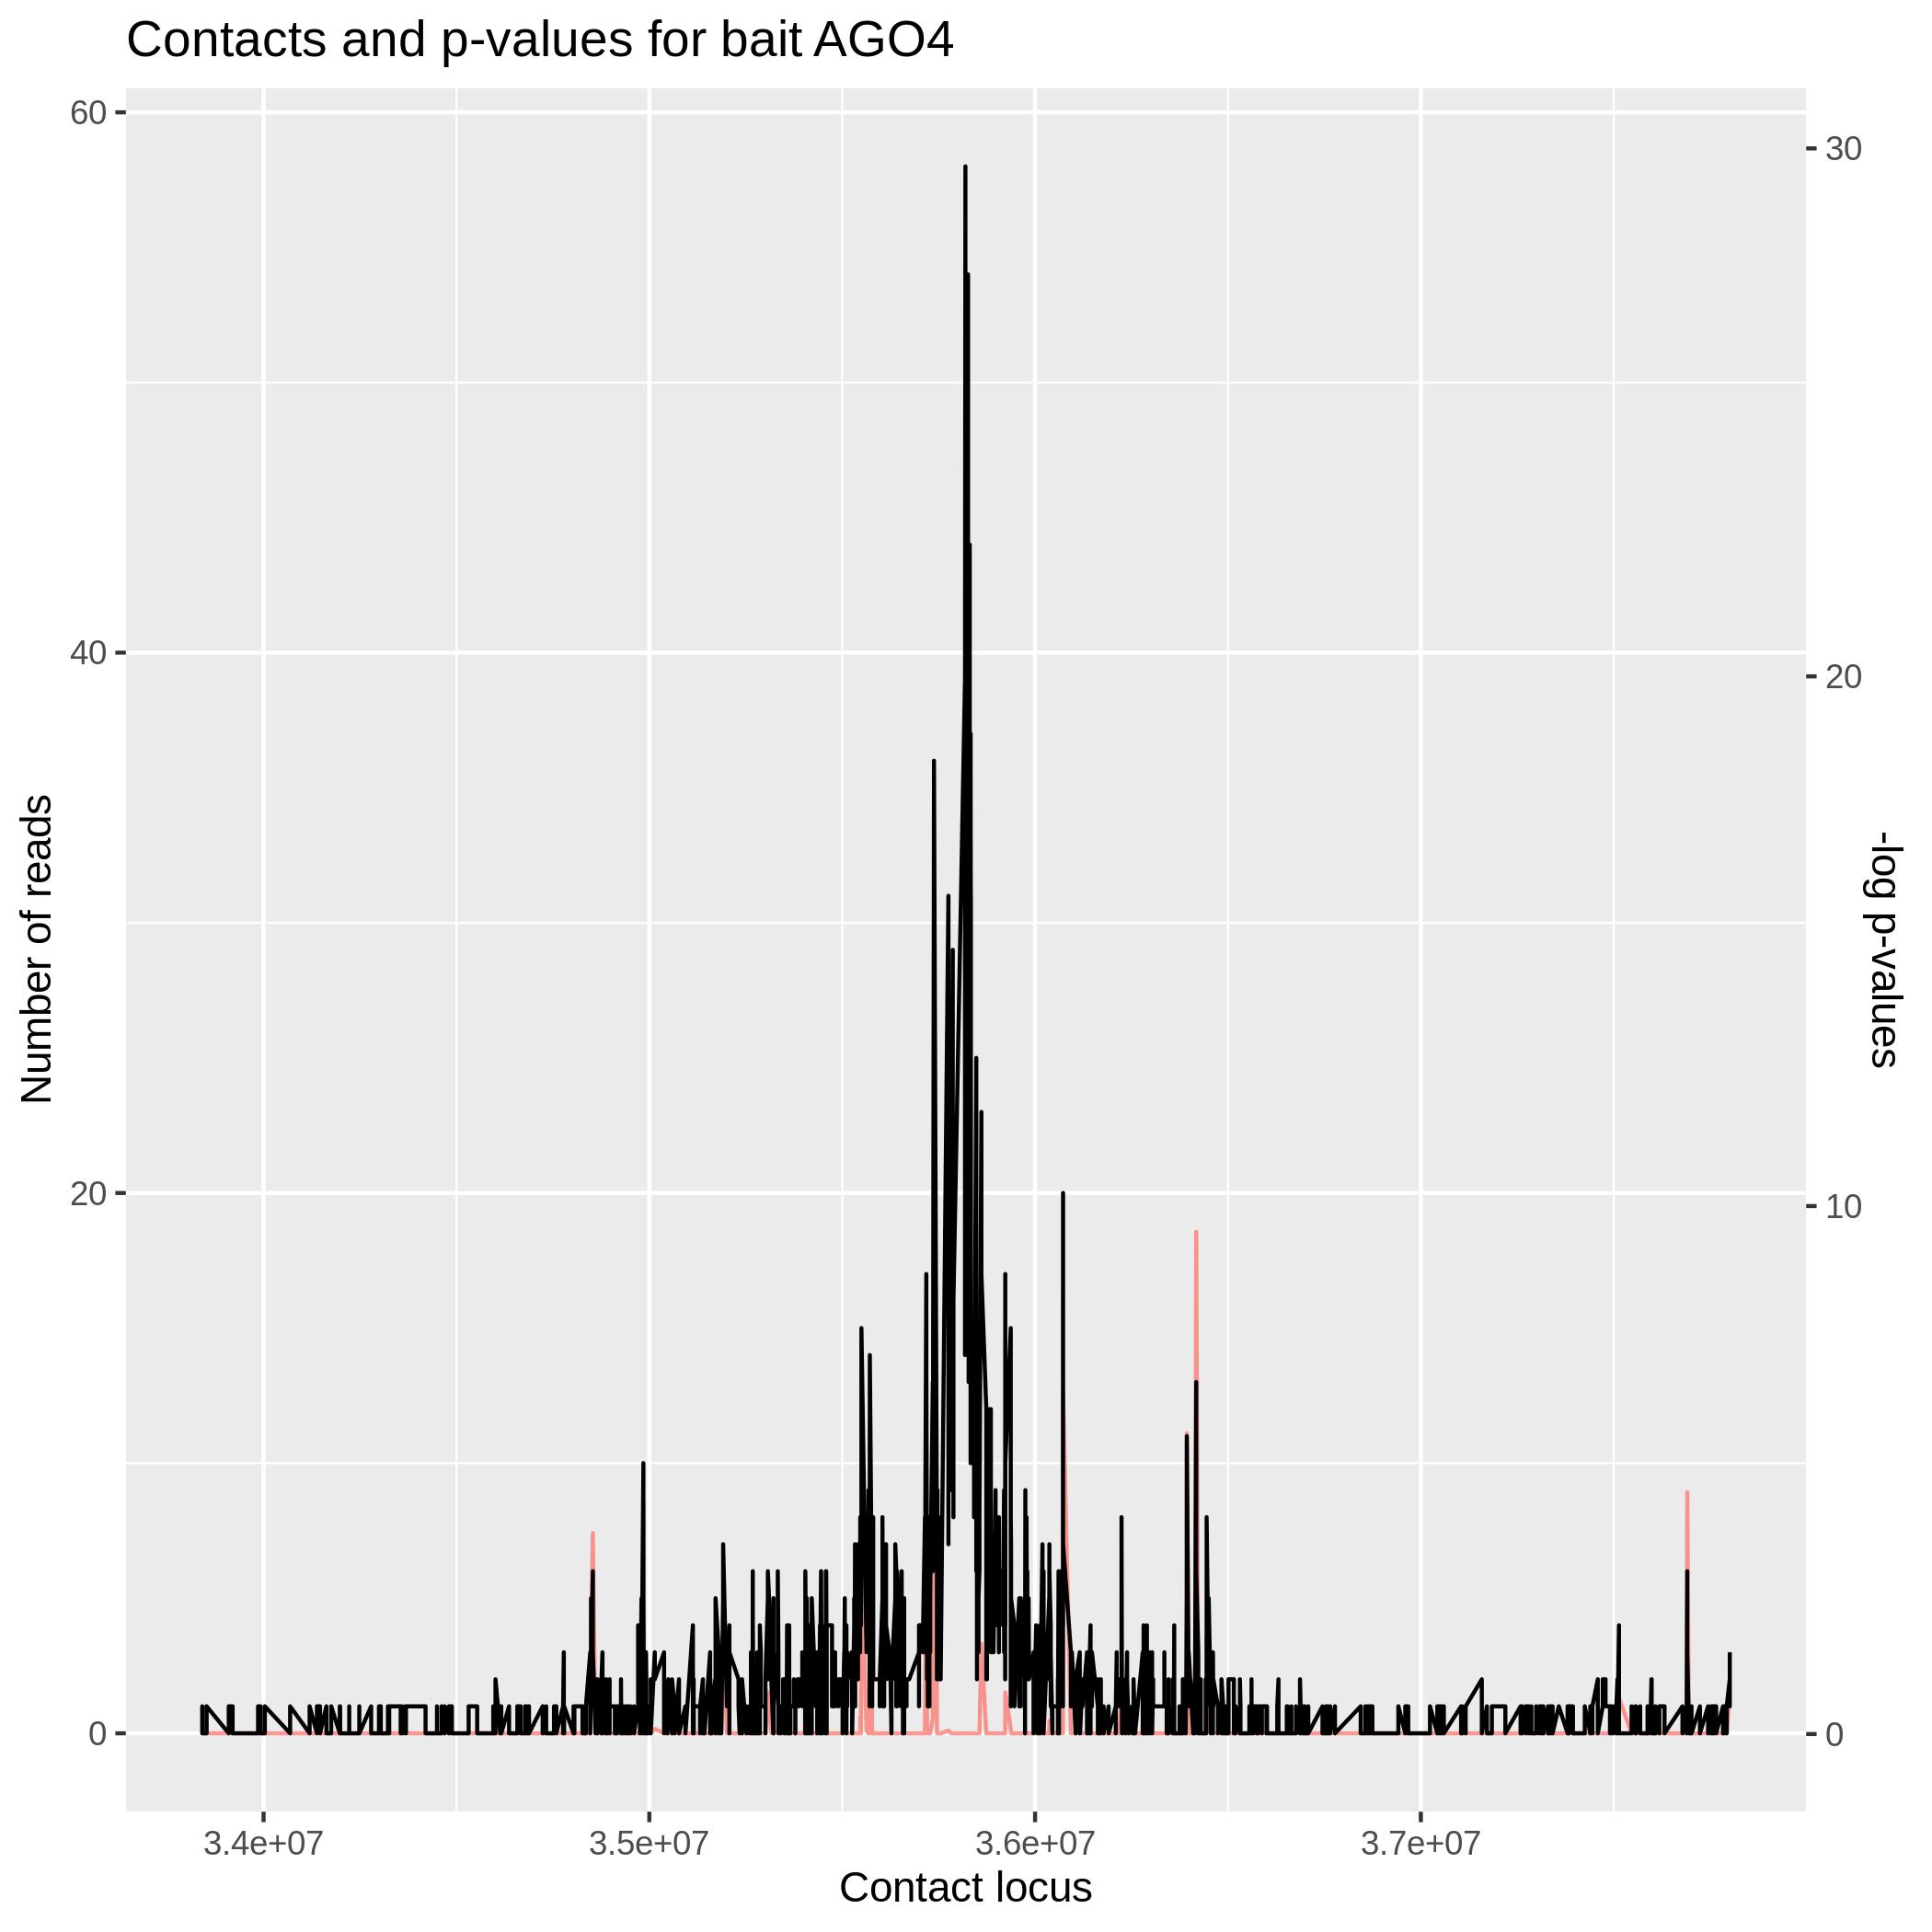 Contacts and p-values for bait AGO4
60
40
20
0
30
20
10
0
Number of reads
-log p-values
3.4e+07
3.5e+07
3.6e+07
3.7e+07
Contact locus